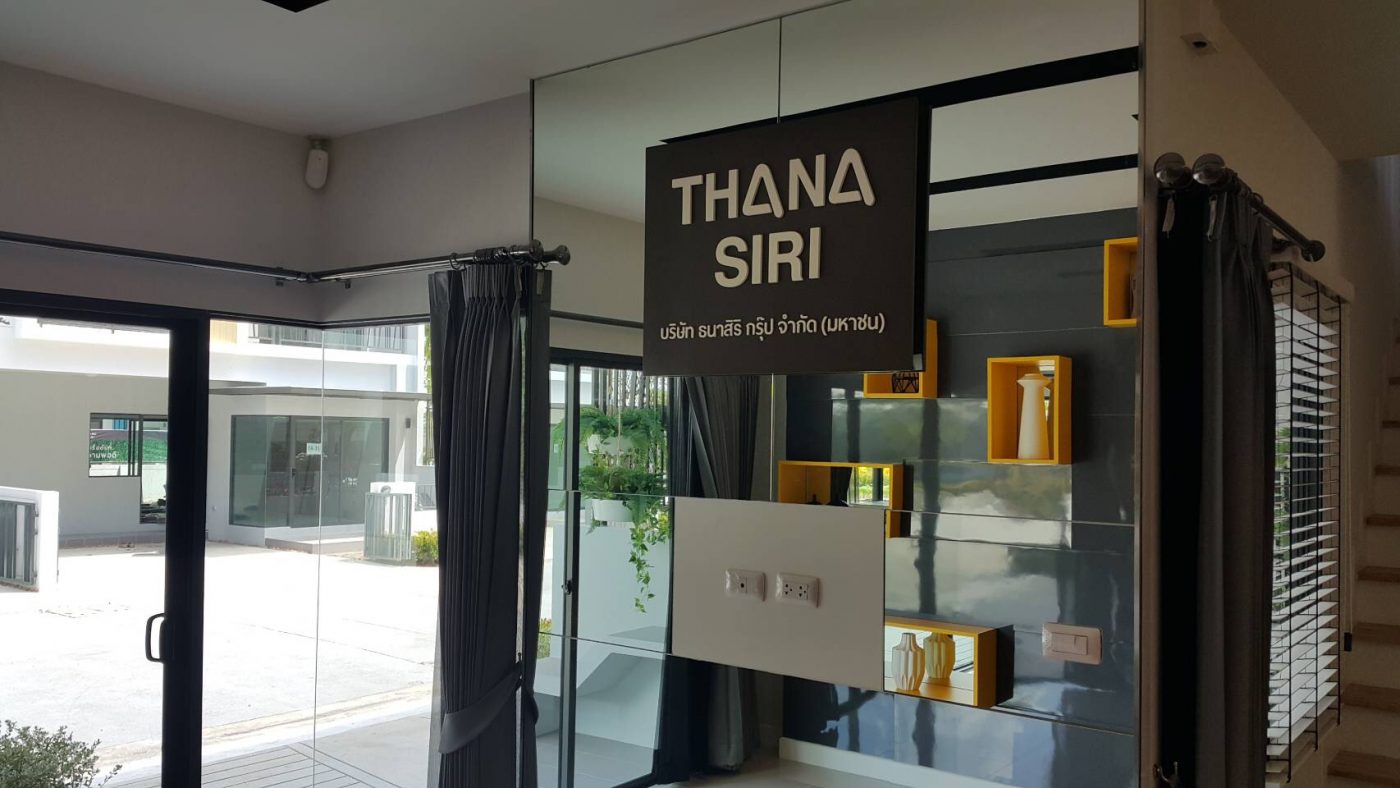 THANA
SIRI
บริษัท ธนาสิริ กรุ๊ป จำกัด (มหาชน)